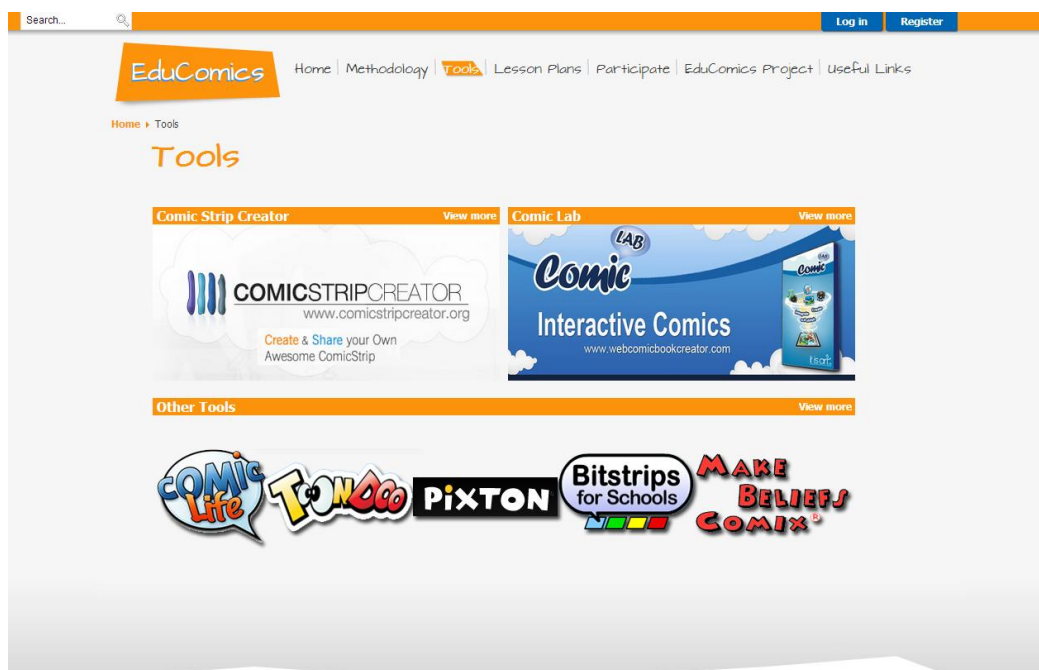 Search...
Log in Register
EduComics
Home Methodology Tools Lesson Plans Participate EduComics Project Useful Links
Home Tools
Tools
Comic Strip Creator View more
COMICSTRIPCREATOR
www.comicstripcreator.org
Create & Share your Own
Awesome ComicStrip
Comic Lab View more
LAB
Comic
Interactive Comics
www.webcomicbookcreator.com
LAB
Comic
Other Tools View more
COMIC
Life
TOONDOO
PiXTON
Bitstrips
for Schools
MAKE
BELIEFS
COMIX®